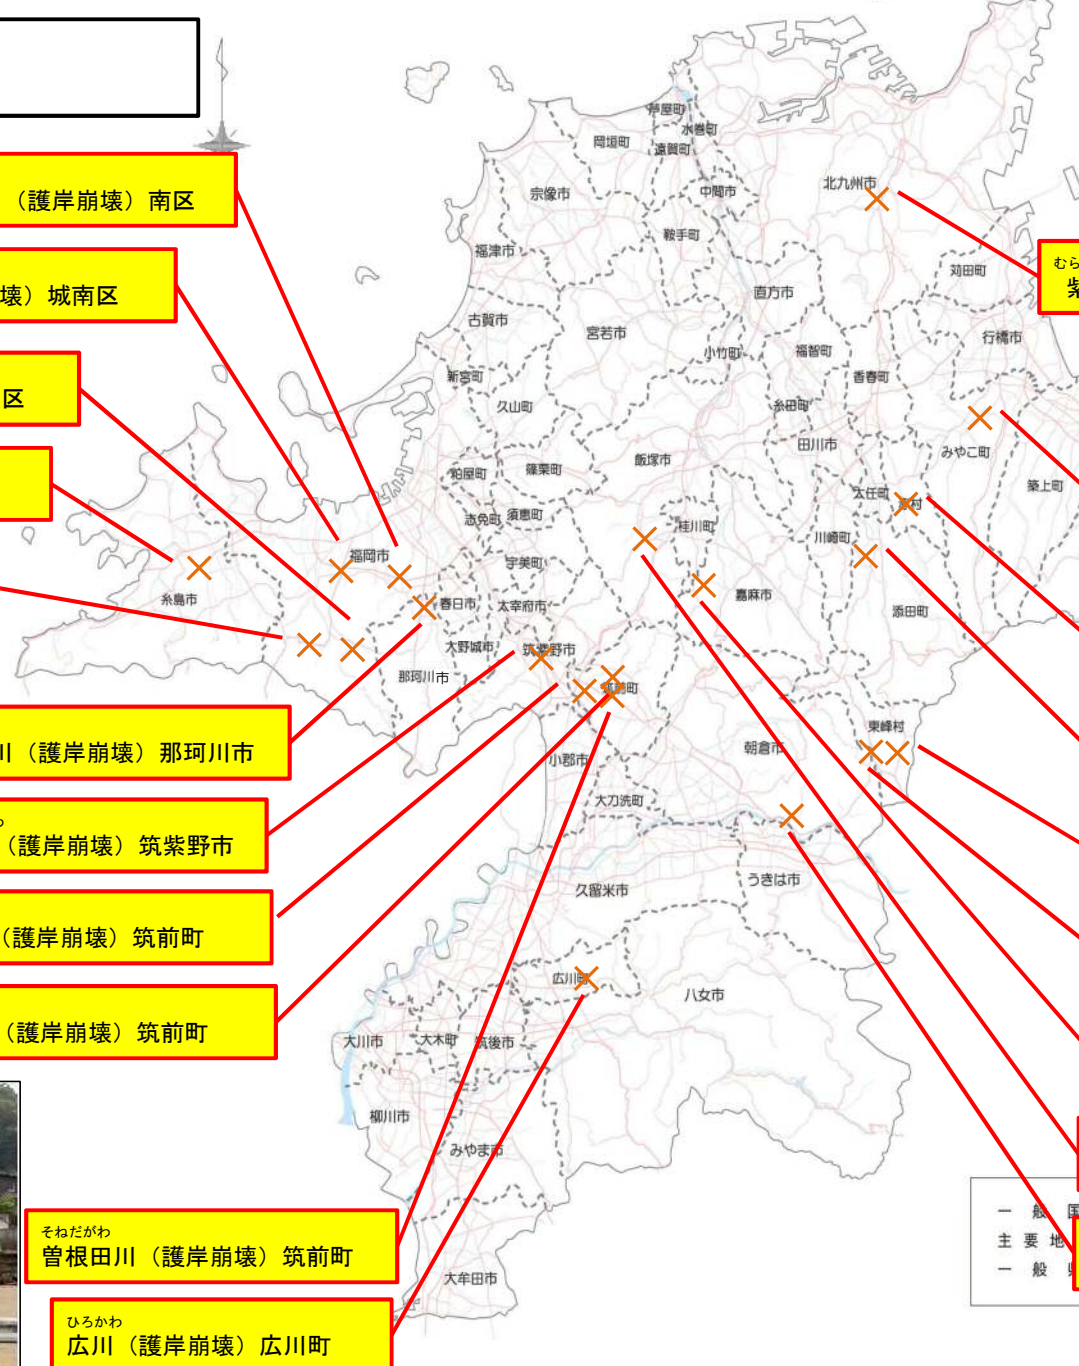 （護岸崩壊）南区
壊）城南区
区
川（護岸崩壊）那珂川市
（護岸崩壊）筑紫野市
（護岸崩壊）筑前町
（護岸崩壊）筑前町
そねだがわ
曽根田川（護岸崩壊）筑前町
ひろかわ
広川（護岸崩壊）広川町
むら
紫
芦屋町
水巻町
岡垣町
遠賀町
中間市
北九州市
宗像市
鞍手町
福津市
苅田町
直方市
古賀市
宮若市
行橋市
小竹町
福智町
新宮町
香春町
久山町
糸田町
田川市
みやこ町
粕屋町
篠栗町
飯塚市
築上町
大任町
志免町
須恵町
村
桂川町
川崎町
福岡市
宇美町
糸島市
春日市
太宰府市
嘉麻市
添田町
大野城市
筑紫野市
那珂川市
筑前町
東峰村
小郡市
朝倉市
大刀洗町
久留米市
うきは市
広川町
八女市
大川市
大木町
筑後市
柳川市
みやま市
大牟田市
一般国
主要地
一般県